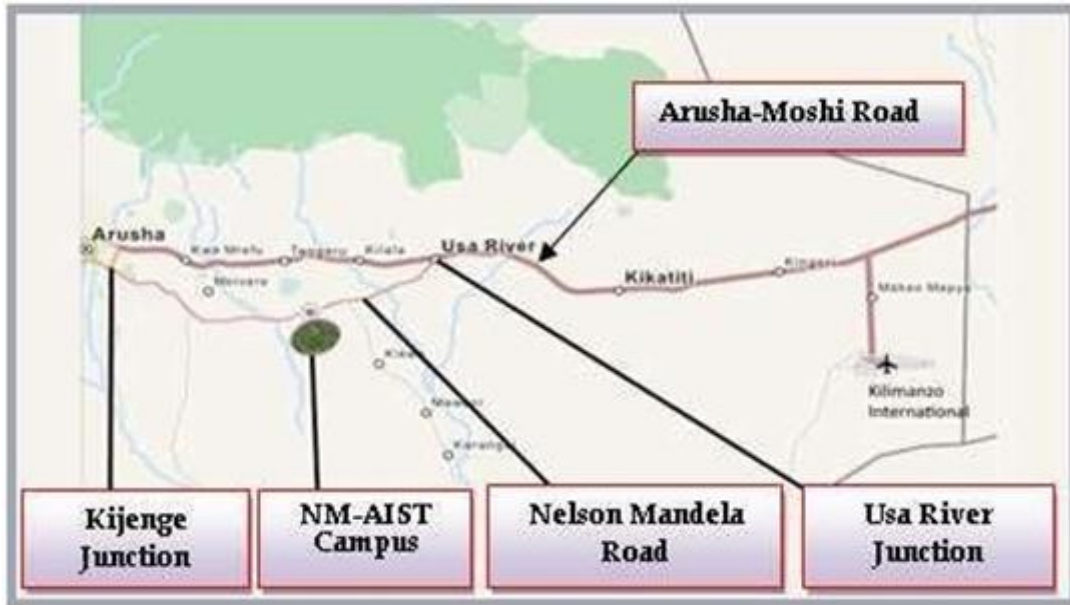 Arusha-Moshi Road
Arusha
Usa River
Kilala
Kikatiti
Kingori
Kilimanzo
International
Kijenge
Junction
NM-AIST
Campus
Nelson Mandela
Road
Usa River
Junction